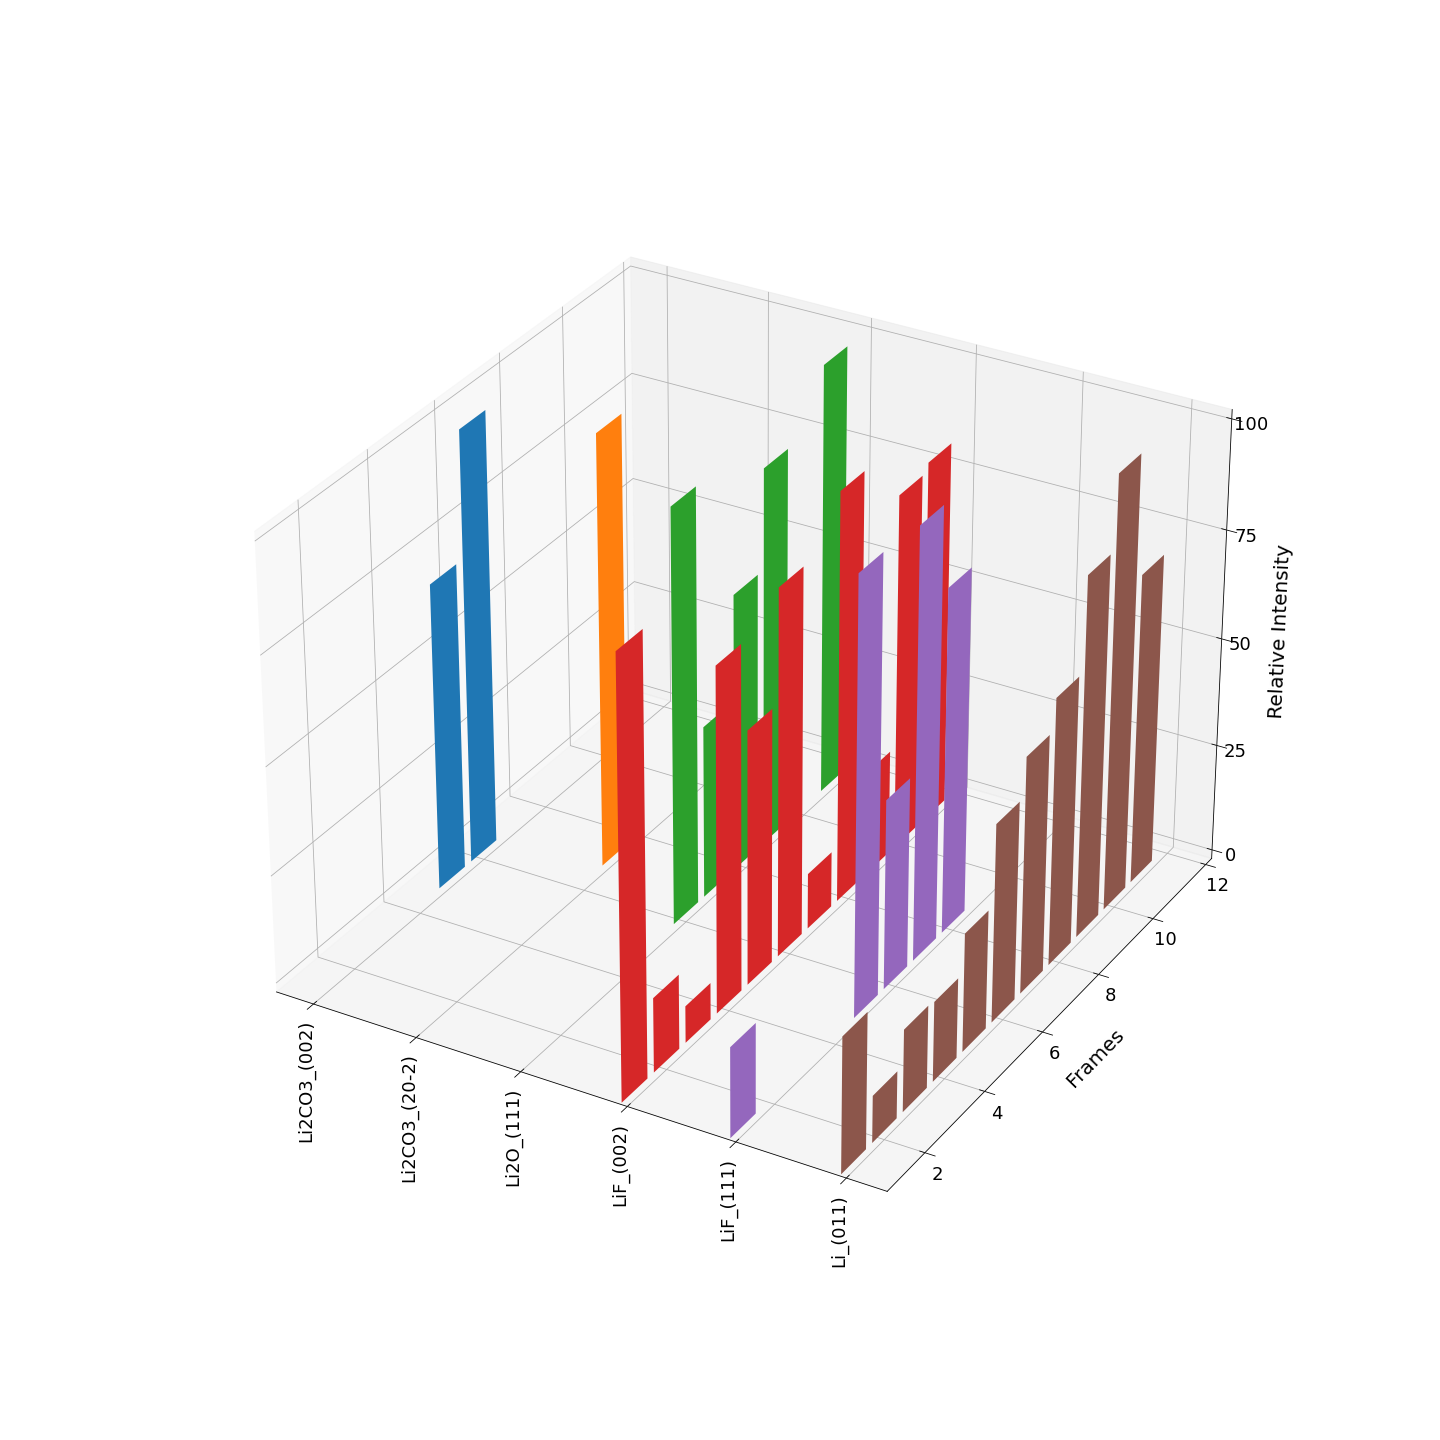 100
75
50
25
0
Relative Intensity
12
10
8
6
4
2
Frames
Li2CO3_(002)
Li2CO3_(20-2)
Li2O_(111)
LiF_(002)
LiF_(111)
Li_(011)